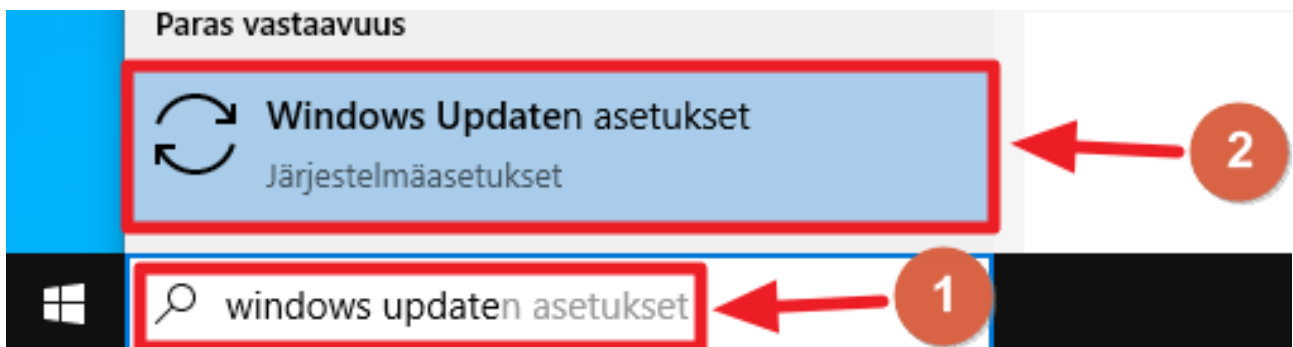 Paras vastaavuus
Windows Updaten asetukset
Järjestelmäasetukset
2
windows updaten asetukset
1